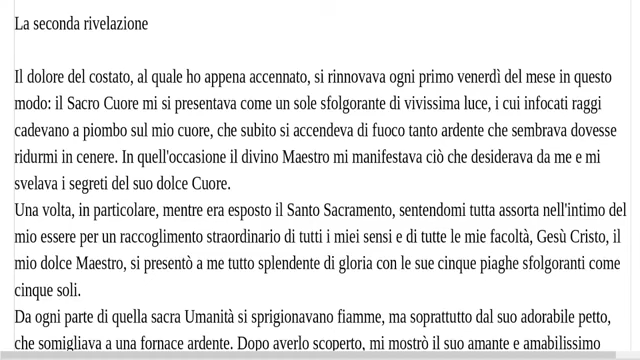 La seconda rivelazione
Il dolore del costato, al quale ho appena accennato, si rinnovava ogni primo venerdì del mese in questo
modo: il Sacro Cuore mi si presentava come un sole sfolgorante di vivissima luce, i cui infocati raggi
cadevano a piombo sul mio cuore, che subito si accendeva di fuoco tanto ardente che sembrava dovesse
ridurmi in cenere. In quell'occasione il divino Maestro mi manifestava ciò che desiderava da me e mi
svelava i segreti del suo dolce Cuore.
Una volta, in particolare, mentre era esposto il Santo Sacramento, sentendomi tutta assorta nell'intimo del
mio essere per un raccoglimento straordinario di tutti i miei sensi e di tutte le mie facoltà, Gesù Cristo, il
mio dolce Maestro, si presentò a me tutto splendente di gloria con le sue cinque piaghe sfolgoranti come
cinque soli.
Da ogni parte di quella sacra Umanità si sprigionavano fiamme, ma soprattutto dal suo adorabile petto,
che somigliava a una fornace ardente. Dopo averlo scoperto, mi mostrò il suo amante e amabilissimo